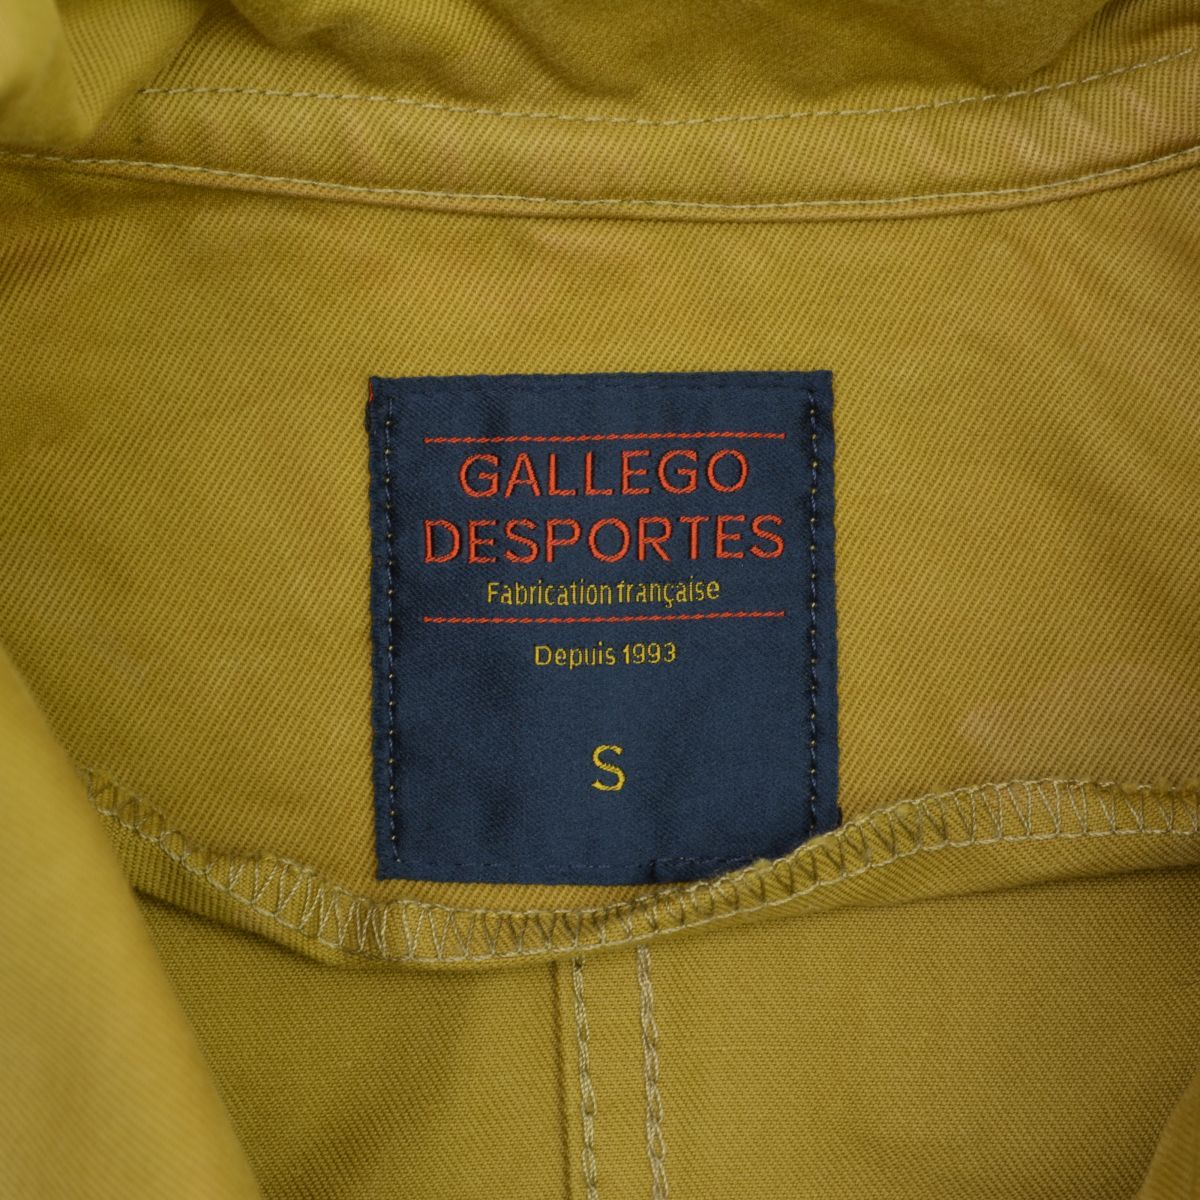 GALLEGO
DESPORTES
Fabrication française
Depuis 1993
S